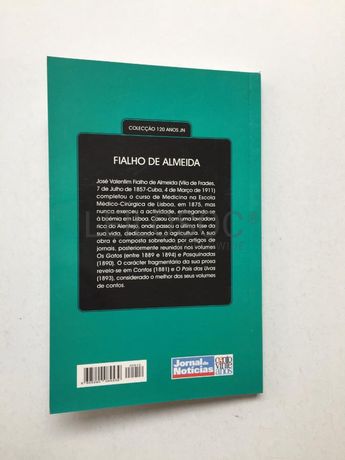 COLECÇÃO 120 ANOS JN
FIALHO DE ALMEIDA
José Valentim Fialho de Almeida (Vila de Frades,
7 de Julho de 1857-Cuba, 4 de Março de 1911)
completou o curso de Medicina na Escola
Médico-Cirúrgica de Lisboa, em 1875, mas
nunca exerceu a actividade, entregando-se
à boémia em Lisboa. Casou com uma lavradora
rica do Alentejo, onde passou a última fase da
sua vida, dedicando-se à agricultura. A sua
obra é composta sobretudo por artigos de
jornais, posteriormente reunidos nos volumes
Os Gatos (entre 1889 e 1894) e Pasquinadas
(1890). O carácter fragmentário da sua prosa
revela-se em Contos (1881) e O País das Uvas
(1893), considerado o melhor dos seus volumes
de contos.
Jornal de
Notícias
cento
vinte
anos